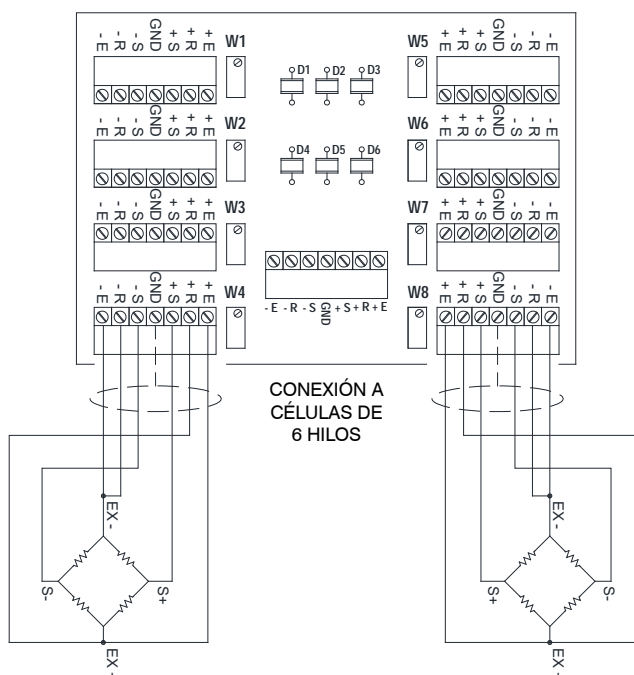 - E - R - S GND + S + R + E
W1
D1 D2 D3
W5
+ E + R + S GND - S - R - E
- E - R - S GND + S + R + E
W2
D4 D5 D6
W6
+ E + R + S GND - S - R - E
- E - R - S GND + S + R + E
W3
W7
+ E + R + S GND - S - R - E
- E - R - S GND + S + R + E
W4
- E - R - S GND + S + R + E
W8
+ E + R + S GND - S - R - E
CONEXIÓN A
CÉLULAS DE
6 HILOS
EX -
S-
S+
EX -
EX -
S+
S-
EX -